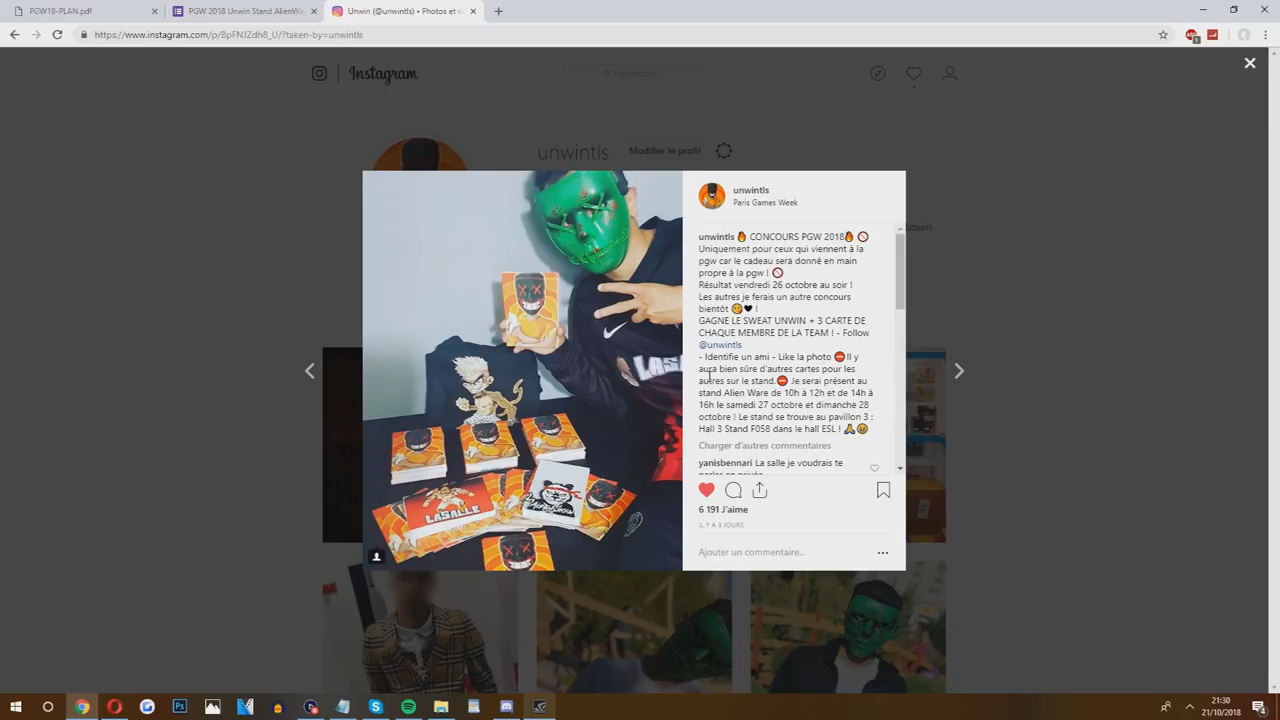 PGW18-PLAN.pdf
PGW 2018 Unwin Stand AlienWa
Unwin (@unwintls) • Photos et v
https://www.instagram.com/p/BpFNJZdh8_U/?taken-by=unwintls
Instagram
Rechercher
unwintls
Modifier le profil
unwintls
Paris Games Week
unwintls 🔥 CONCOURS PGW 2018🔥 🚫
Uniquement pour ceux qui viennent à la
pgw car le cadeau sera donné en main
propre à la pgw ! 🚫
Résultat vendredi 26 octobre au soir !
Les autres je ferais un autre concours
bientôt 😘🖤 !
GAGNE LE SWEAT UNWIN + 3 CARTE DE
CHAQUE MEMBRE DE LA TEAM ! - Follow
@unwintls
- Identifie un ami - Like la photo ⛔Il y
aura bien sûre d'autres cartes pour les
autres sur le stand.⛔ Je serai présent au
stand Alien Ware de 10h à 12h et de 14h à
16h le samedi 27 octobre et dimanche 28
octobre ! Le stand se trouve au pavillon 3 :
Hall 3 Stand F058 dans le hall ESL ! 🙏
Charger d'autres commentaires
yanisbennari La salle je voudrais te
parler en privée
6 191 J'aime
IL Y A 3 JOURS
Ajouter un commentaire...
LASALLE
LASALLE
21:30
21/10/2018